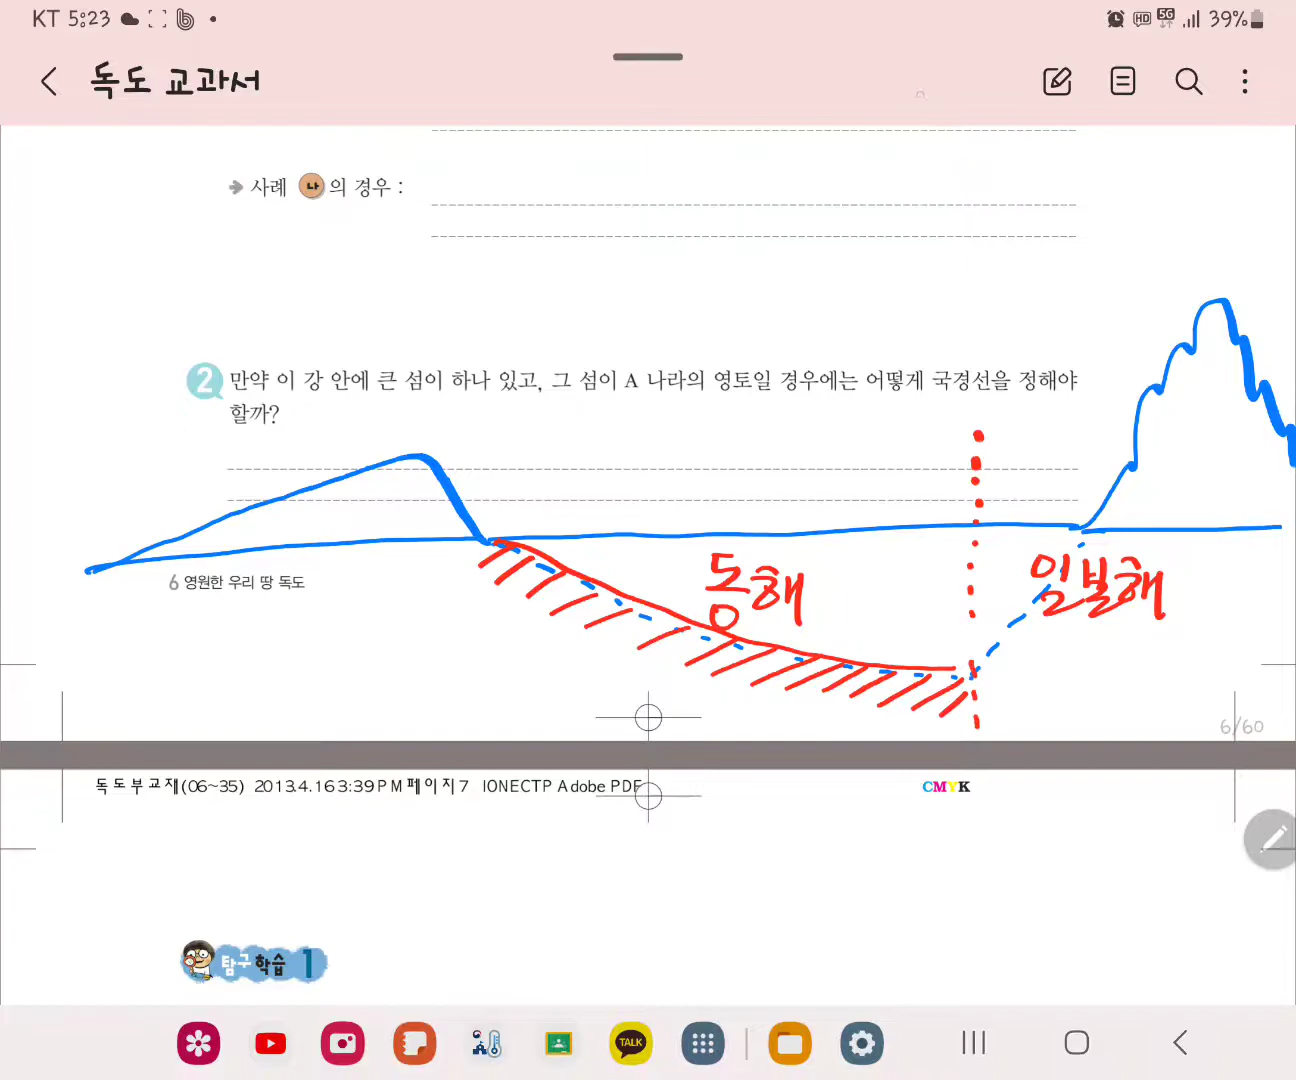 KT 5:23
HD 5G 39%
독도 교과서
사례 나 의 경우 :
2 만약 이 강 안에 큰 섬이 하나 있고, 그 섬이 A 나라의 영토일 경우에는 어떻게 국경선을 정해야
할까?
동해
일본해
6 영원한 우리 땅 독도
6/60
독도부교재(06~35) 2013.4.16 3:39 PM 페이지7 IONECTP Adobe PDF
CMYK
탐구학습 1
TALK